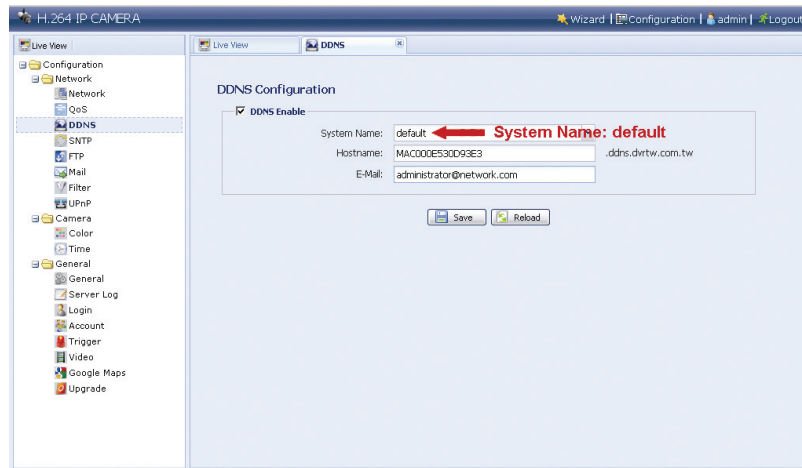 H.264 IP CAMERA
Wizard | Configuration | admin | Logout
Live View
Configuration
Network
Network
QoS
DDNS
SNTP
FTP
Mail
Filter
UPnP
Camera
Color
Time
General
General
Server Log
Login
Account
Trigger
Video
Google Maps
Upgrade
Live View
DDNS
DDNS Configuration
DDNS Enable
System Name: default
System Name: default
Hostname: MAC000E530D93E3 .ddns.dvrtw.com.tw
E-Mail: administrator@network.com
Save
Reload